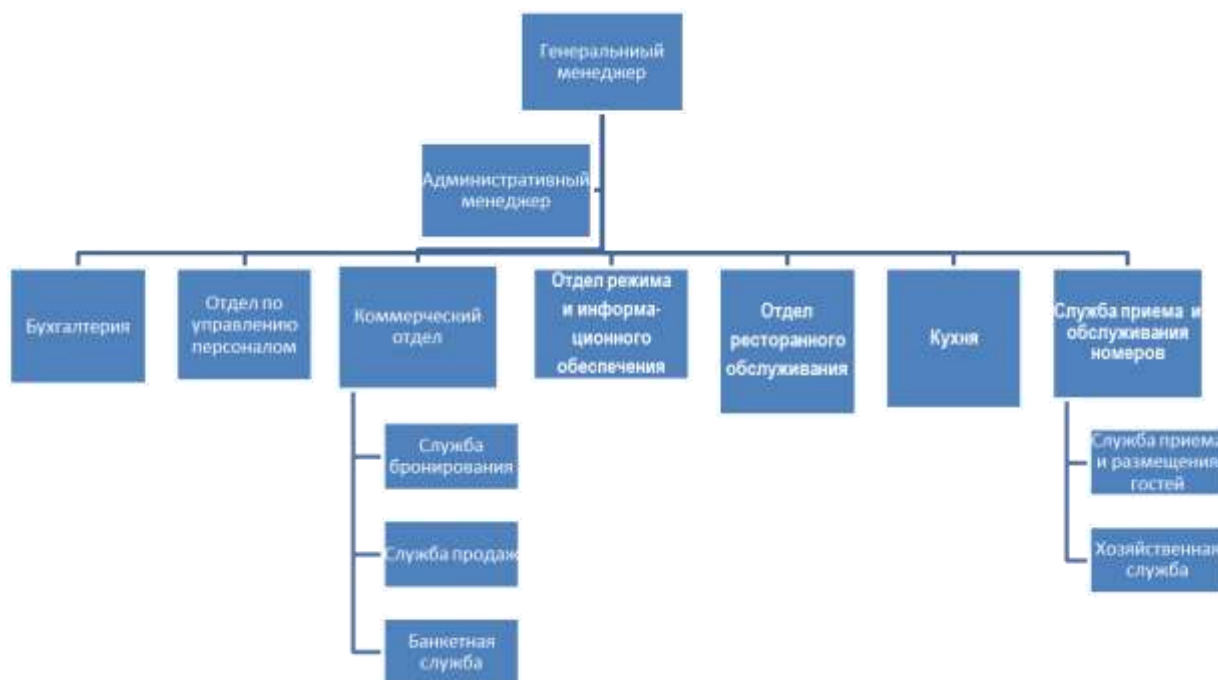 Генеральниый
менеджер
Административный
менеджер
Бухгалтерия
Отдел по
управлению
персоналом
Коммерческий
отдел
Отдел режима
и информа-
ционного
обеспечения
Отдел
ресторанного
обслуживания
Кухня
Служба приема и
обслуживания
номеров
Служба
бронирования
Служба продаж
Банкетная
служба
Служба приема
и размещения
гостей
Хозяйственная
служба